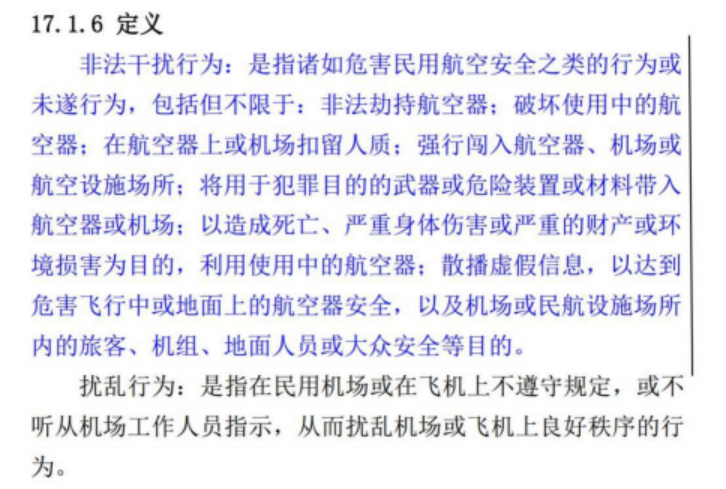 17.1.6 定义
非法干扰行为：是指诸如危害民用航空安全之类的行为或
未遂行为，包括但不限于：非法劫持航空器；破坏使用中的航
空器；在航空器上或机场扣留人质；强行闯入航空器、机场或
航空设施场所；将用于犯罪目的的武器或危险装置或材料带入
航空器或机场；以造成死亡、严重身体伤害或严重的财产或环
境损害为目的，利用使用中的航空器；散播虚假信息，以达到
危害飞行中或地面上的航空器安全，以及机场或民航设施场所
内的旅客、机组、地面人员或大众安全等目的。
扰乱行为：是指在民用机场或在飞机上不遵守规定，或不
听从机场工作人员指示，从而扰乱机场或飞机上良好秩序的行
为。